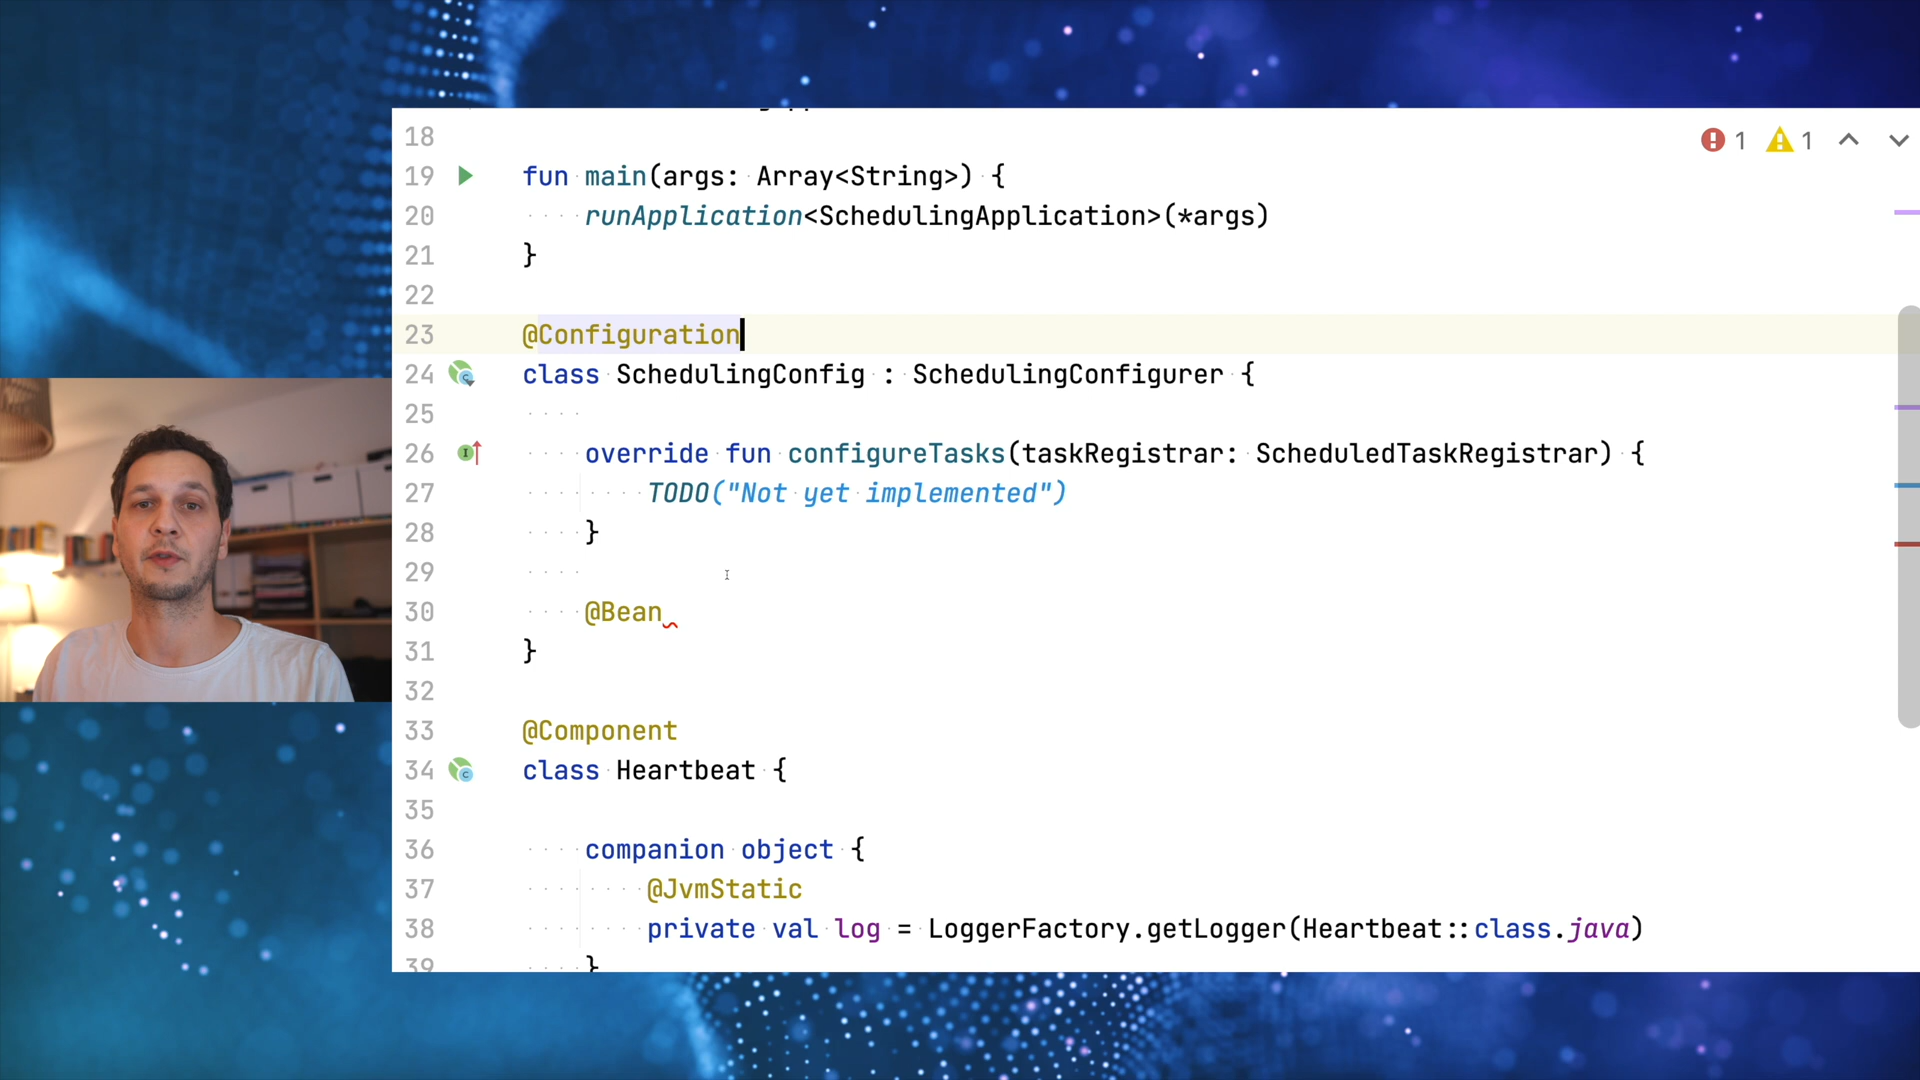 18
19 fun main(args: Array<String>) {
20 runApplication<SchedulingApplication>(*args)
21 }
22
23 @Configuration
24 class SchedulingConfig : SchedulingConfigurer {
25
26 override fun configureTasks(taskRegistrar: ScheduledTaskRegistrar) {
27 TODO("Not yet implemented")
28 }
29
30 @Bean
31 }
32
33 @Component
34 class Heartbeat {
35
36 companion object {
37 @JvmStatic
38 private val log = LoggerFactory.getLogger(Heartbeat::class.java)
39 }
1 1